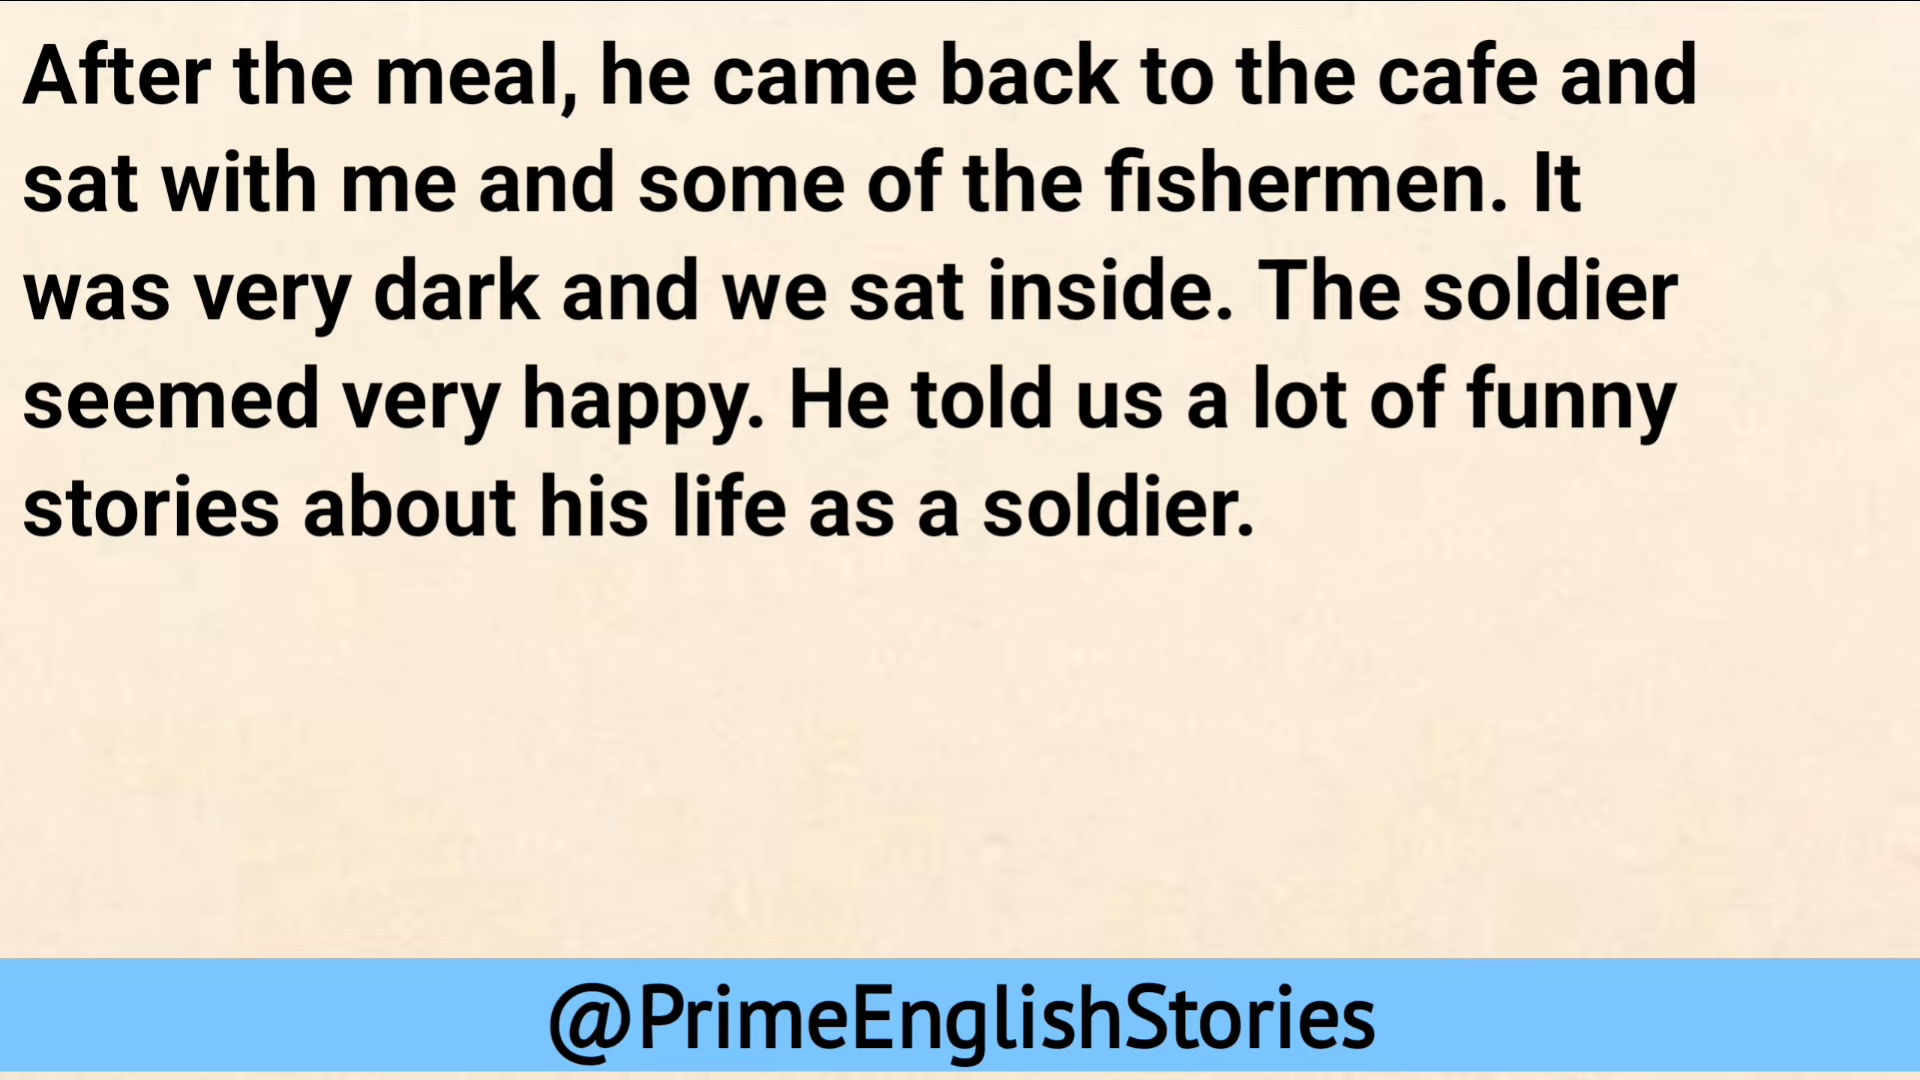 After the meal, he came back to the cafe and
sat with me and some of the fishermen. It
was very dark and we sat inside. The soldier
seemed very happy. He told us a lot of funny
stories about his life as a soldier.
@PrimeEnglishStories